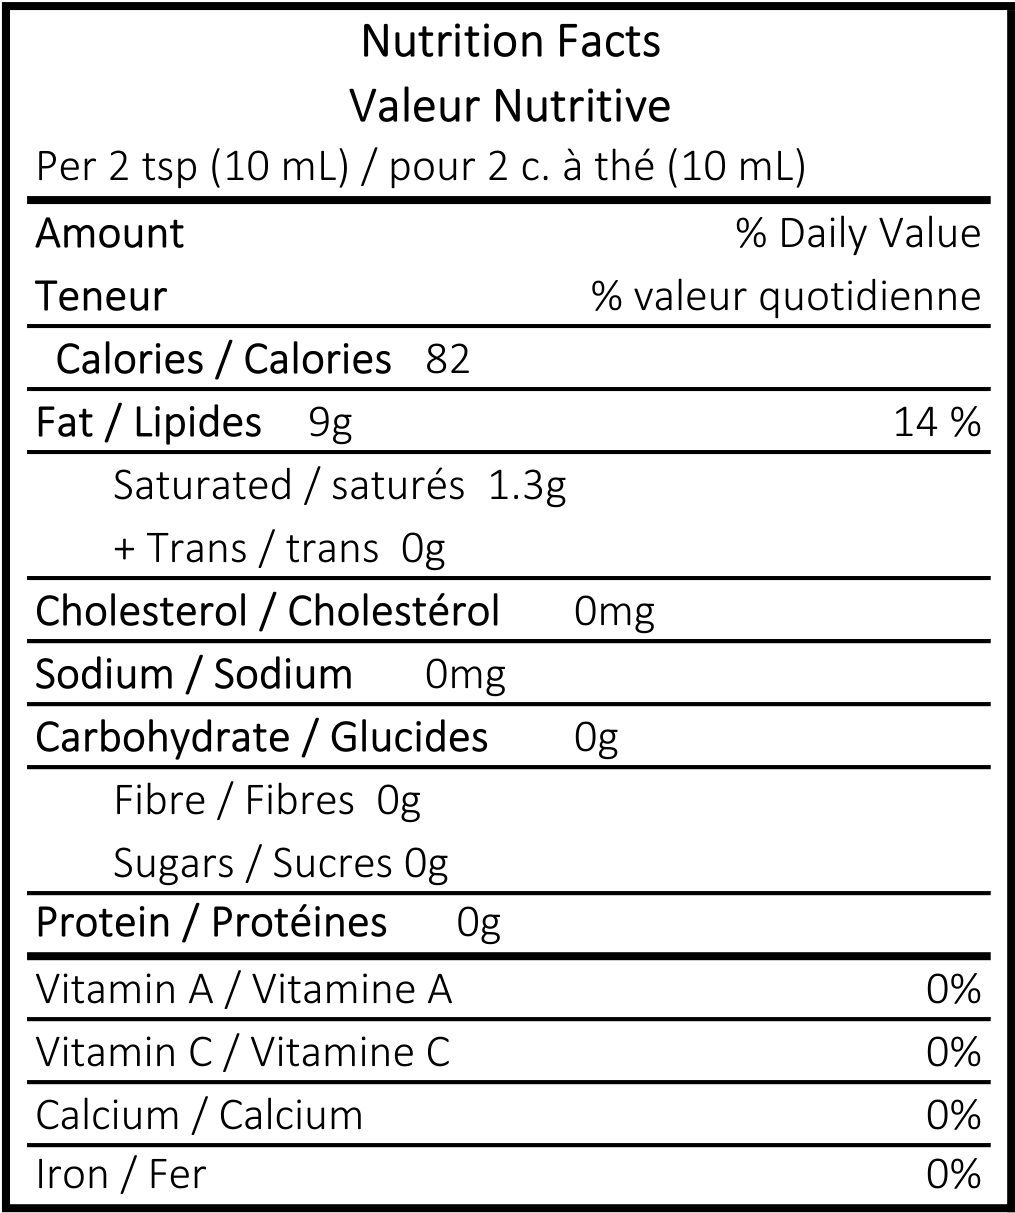 Nutrition Facts
Valeur Nutritive
Per 2 tsp (10 mL) / pour 2 c. à thé (10 mL)
Amount % Daily Value
Teneur % valeur quotidienne
Calories / Calories 82
Fat / Lipides 9g 14 %
Saturated / saturés 1.3g
+ Trans / trans 0g
Cholesterol / Cholestérol 0mg
Sodium / Sodium 0mg
Carbohydrate / Glucides 0g
Fibre / Fibres 0g
Sugars / Sucres 0g
Protein / Protéines 0g
Vitamin A / Vitamine A 0%
Vitamin C / Vitamine C 0%
Calcium / Calcium 0%
Iron / Fer 0%